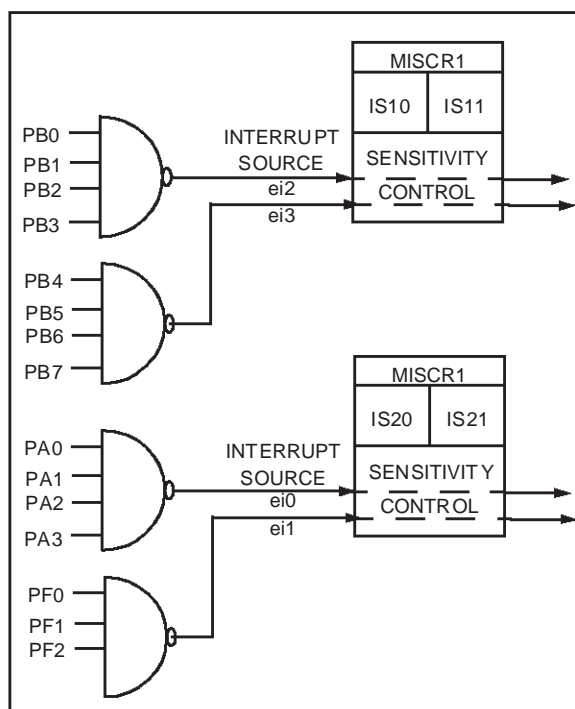 MISCR1
IS10 IS11
PB0
PB1
PB2
PB3
INTERRUPT
SOURCE
ei2
ei3
SENSITIVITY
CONTROL
PB4
PB5
PB6
PB7
MISCR1
IS20 IS21
PA0
PA1
PA2
PA3
INTERRUPT
SOURCE
ei0
ei1
SENSITIVITY
CONTROL
PF0
PF1
PF2